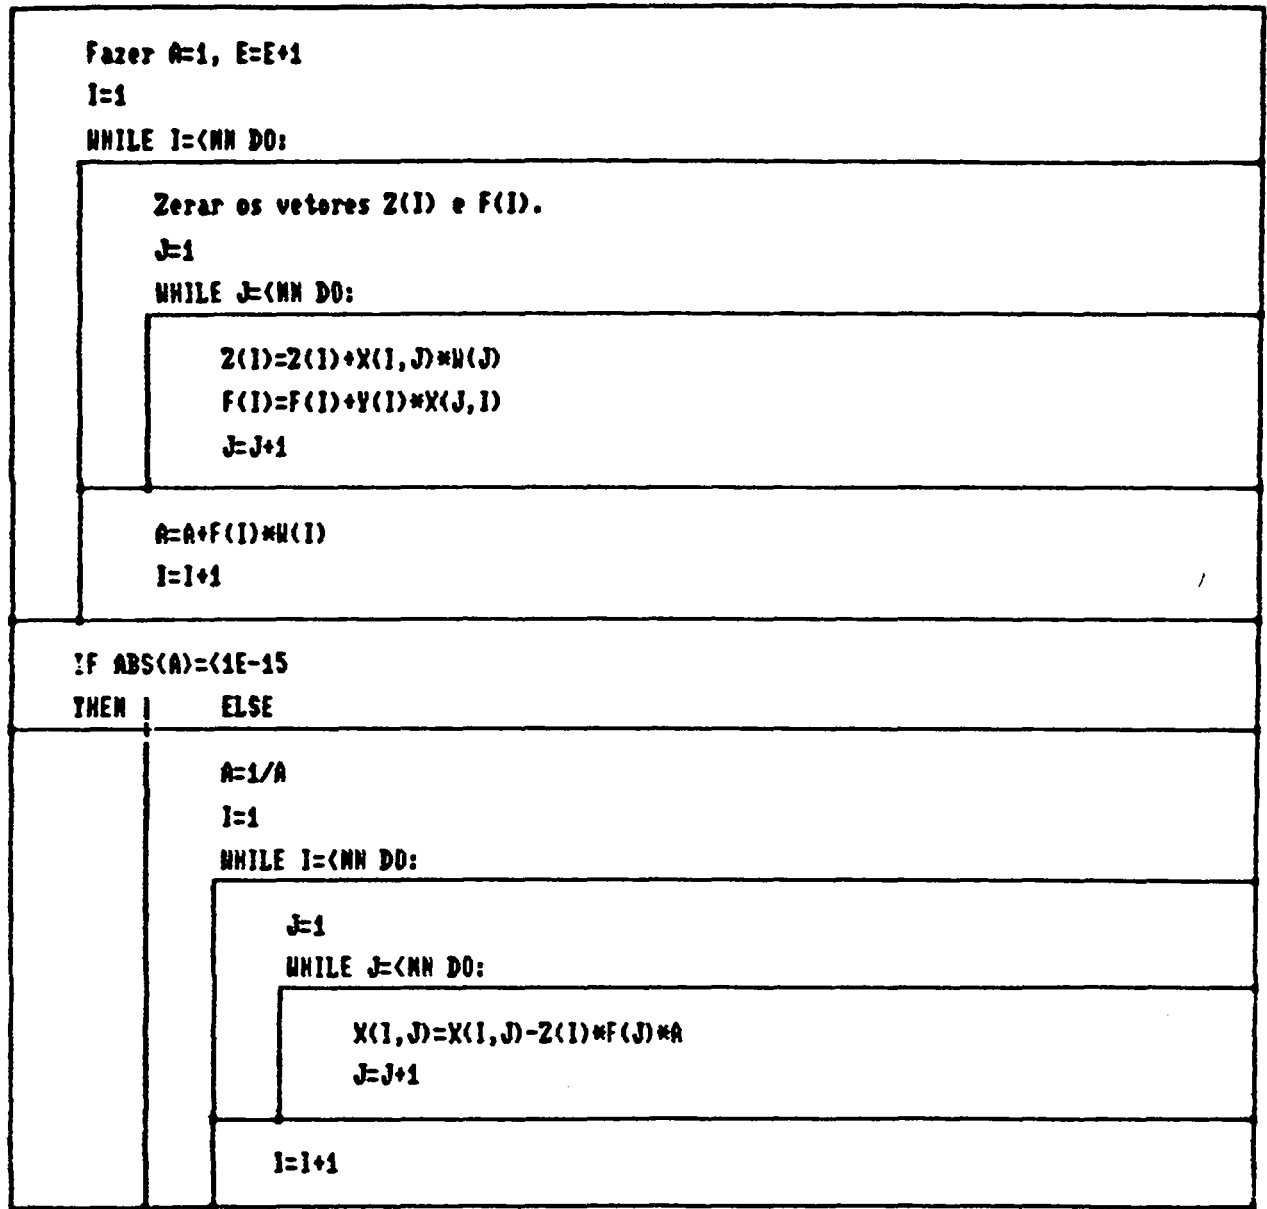 Fazer A=1, E=E+1
I=1
WHILE I=<NN DO:
Zerar os vetores Z(I) e F(I).
J=1
WHILE J=<NN DO:
Z(I)=Z(I)+X(I,J)*W(J)
F(I)=F(I)+Y(I)*X(J,I)
J=J+1
A=A+F(I)*W(I)
I=I+1
IF ABS(A)=<1E-15
THEN | ELSE
A=1/A
I=1
WHILE I=<NN DO:
J=1
WHILE J=<NN DO:
X(I,J)=X(I,J)-Z(I)*F(J)*A
J=J+1
I=I+1